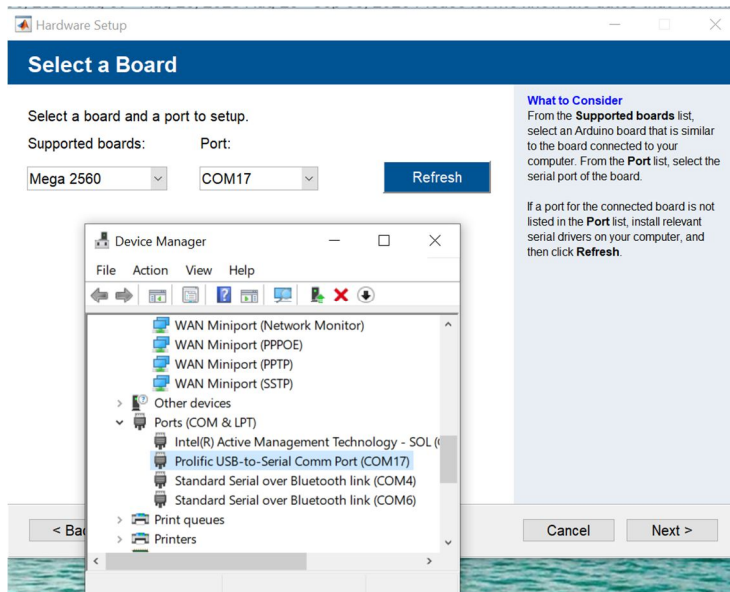 Hardware Setup
Select a Board
Select a board and a port to setup.
Supported boards: Port:
Mega 2560 COM17 Refresh
What to Consider
From the Supported boards list,
select an Arduino board that is similar
to the board connected to your
computer. From the Port list, select the
serial port of the board.
If a port for the connected board is not
listed in the Port list, install relevant
serial drivers on your computer, and
then click Refresh.
Device Manager
File Action View Help
WAN Miniport (Network Monitor)
WAN Miniport (PPPOE)
WAN Miniport (PPTP)
WAN Miniport (SSTP)
Other devices
Ports (COM & LPT)
Intel(R) Active Management Technology - SOL (
Prolific USB-to-Serial Comm Port (COM17)
Standard Serial over Bluetooth link (COM4)
Standard Serial over Bluetooth link (COM6)
Print queues
Printers
< Ba
Cancel Next >